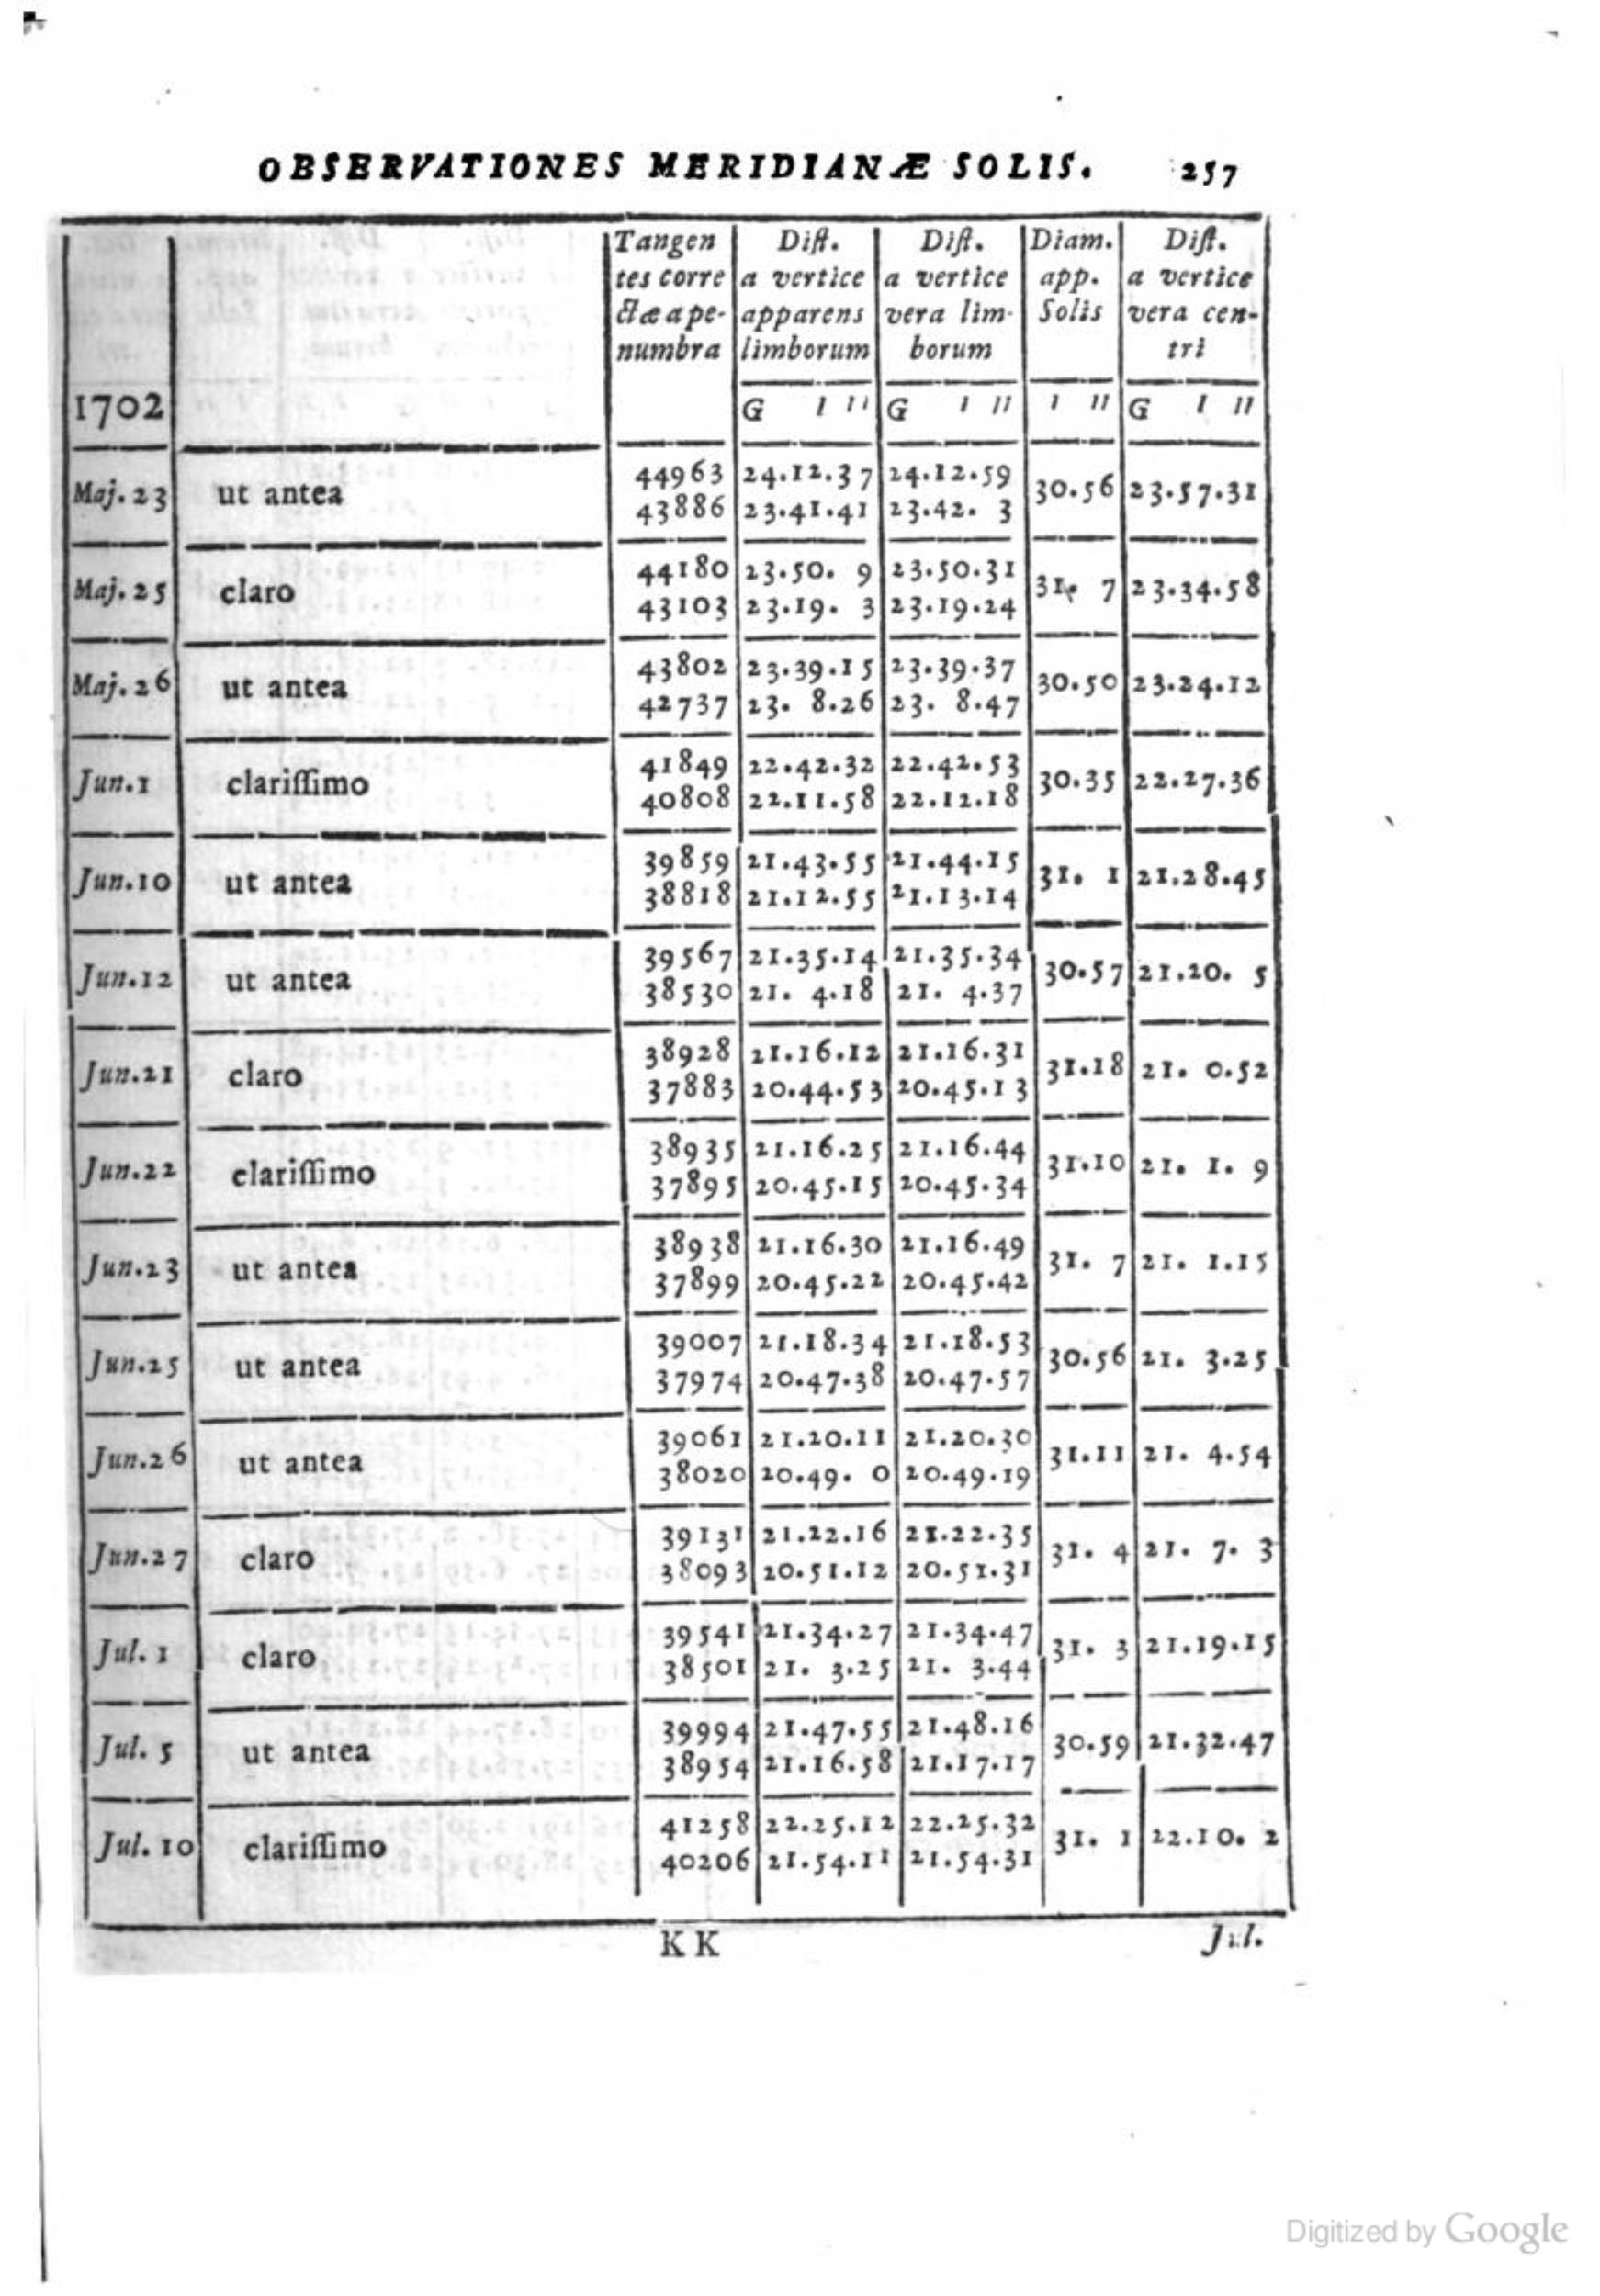 OBSERVATIONES MERIDIANÆ SOLIS. 257
Tangen Dist. Dist. Diam. Dist.
tes corre a vertice a vertice app. a vertice
ctæ a pe- apparens vera lim- Solis vera cen-
numbra limborum borum tri
1702 G I II G I II I II G I II
44963 24.12.37 24.12.59
Maj. 23 ut antea 30.56 23.57.31
43886 23.41.41 23.42. 3
44180 23.50. 9 23.50.31
Maj. 25 claro 31. 7 23.34.58
43103 23.19. 3 23.19.24
43802 23.39.15 23.39.37
Maj. 26 ut antea 30.50 23.24.12
42737 23. 8.26 23. 8.47
41849 22.42.32 22.42.53
Jun.1 clarissimo 30.35 22.27.36
40808 22.11.58 22.12.18
39859 21.43.55 21.44.15
Jun.10 ut antea 31. 1 21.28.45
38818 21.12.55 21.13.14
39567 21.35.14 21.35.34
Jun.12 ut antea 30.57 21.20. 5
38530 21. 4.18 21. 4.37
38928 21.16.12 21.16.31
Jun.21 claro 31.18 21. 0.52
37883 20.44.53 20.45.13
38935 21.16.25 21.16.44
Jun.22 clarissimo 31.10 21. 1. 9
37895 20.45.15 20.45.34
38938 21.16.30 21.16.49
Jun.23 ut antea 31. 7 21. 1.15
37899 20.45.22 20.45.42
39007 21.18.34 21.18.53
Jun.25 ut antea 30.56 21. 3.25
37974 20.47.38 20.47.57
39061 21.20.11 21.20.30
Jun.26 ut antea 31.11 21. 4.54
38020 20.49. 0 20.49.19
39131 21.22.16 21.22.35
Jun.27 claro 31. 4 21. 7. 3
38093 20.51.12 20.51.31
39541 21.34.27 21.34.47
Jul. 1 claro 31. 3 21.19.15
38501 21. 3.25 21. 3.44
39994 21.47.55 21.48.16
Jul. 5 ut antea 30.59 21.32.47
38954 21.16.58 21.17.17
41258 22.25.12 22.25.32
Jul. 10 clarissimo 31. 1 22.10. 2
40206 21.54.11 21.54.31
KK Jul.
Digitized by Google